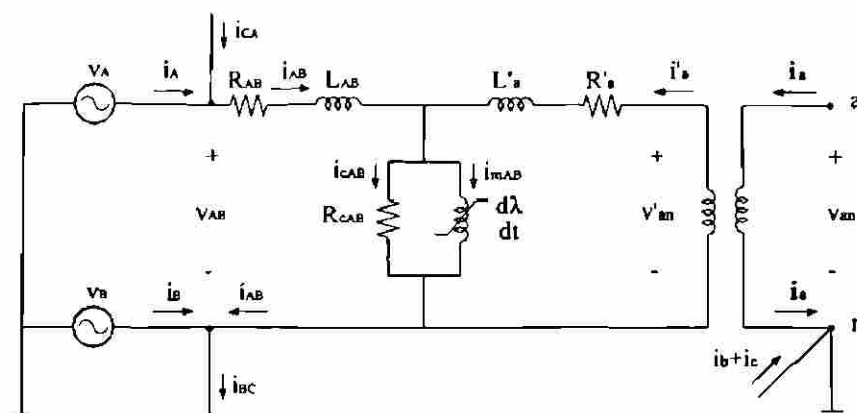 iCA
vA
iA
RAB
iAB
LAB
L'a
R'a
i'a
ia
a
+
+
+
icAB
imAB
vAB
RcAB
dλ
dt
v'an
van
-
-
-
vB
iB
iAB
ia
n
ib+ic
iBC